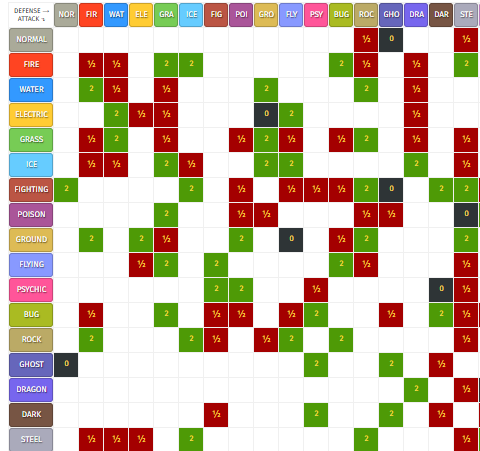 DEFENSE → NOR FIR WAT ELE GRA ICE FIG POI GRO FLY PSY BUG ROC GHO DRA DAR STE
ATTACK ↴
NORMAL ½ 0 ½
FIRE ½ ½ 2 2 2 ½ ½ 2
WATER 2 ½ ½ 2 2 ½
ELECTRIC 2 ½ ½ 0 2 ½
GRASS ½ 2 ½ ½ 2 ½ ½ 2 ½ ½
ICE ½ ½ 2 ½ 2 2 2 ½
FIGHTING 2 2 ½ ½ ½ ½ 2 0 2 2
POISON 2 ½ ½ ½ ½ 0
GROUND 2 2 ½ 2 0 ½ 2 2
FLYING ½ 2 2 2 ½ ½
PSYCHIC 2 2 ½ 0 ½
BUG ½ 2 ½ ½ ½ 2 ½ 2 ½
ROCK 2 2 ½ ½ 2 2 ½
GHOST 0 2 2 ½
DRAGON 2 ½
DARK ½ 2 2 ½
STEEL ½ ½ ½ 2 2 ½